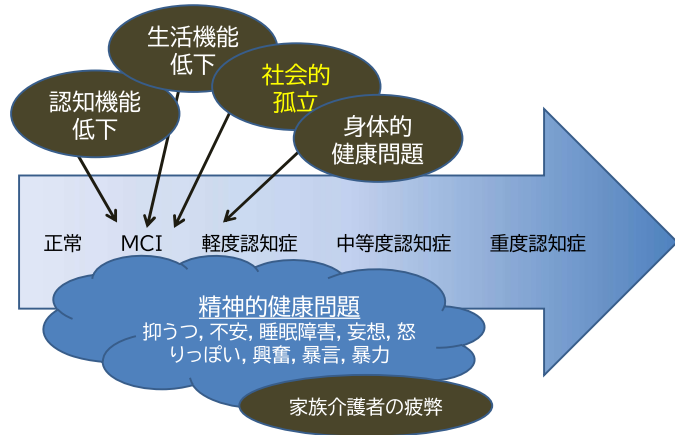 生活機能
低下
社会的
孤立
認知機能
低下
身体的
健康問題
正常 MCI 軽度認知症 中等度認知症 重度認知症
精神的健康問題
抑うつ, 不安, 睡眠障害, 妄想, 怒
りっぽい, 興奮, 暴言, 暴力
家族介護者の疲弊